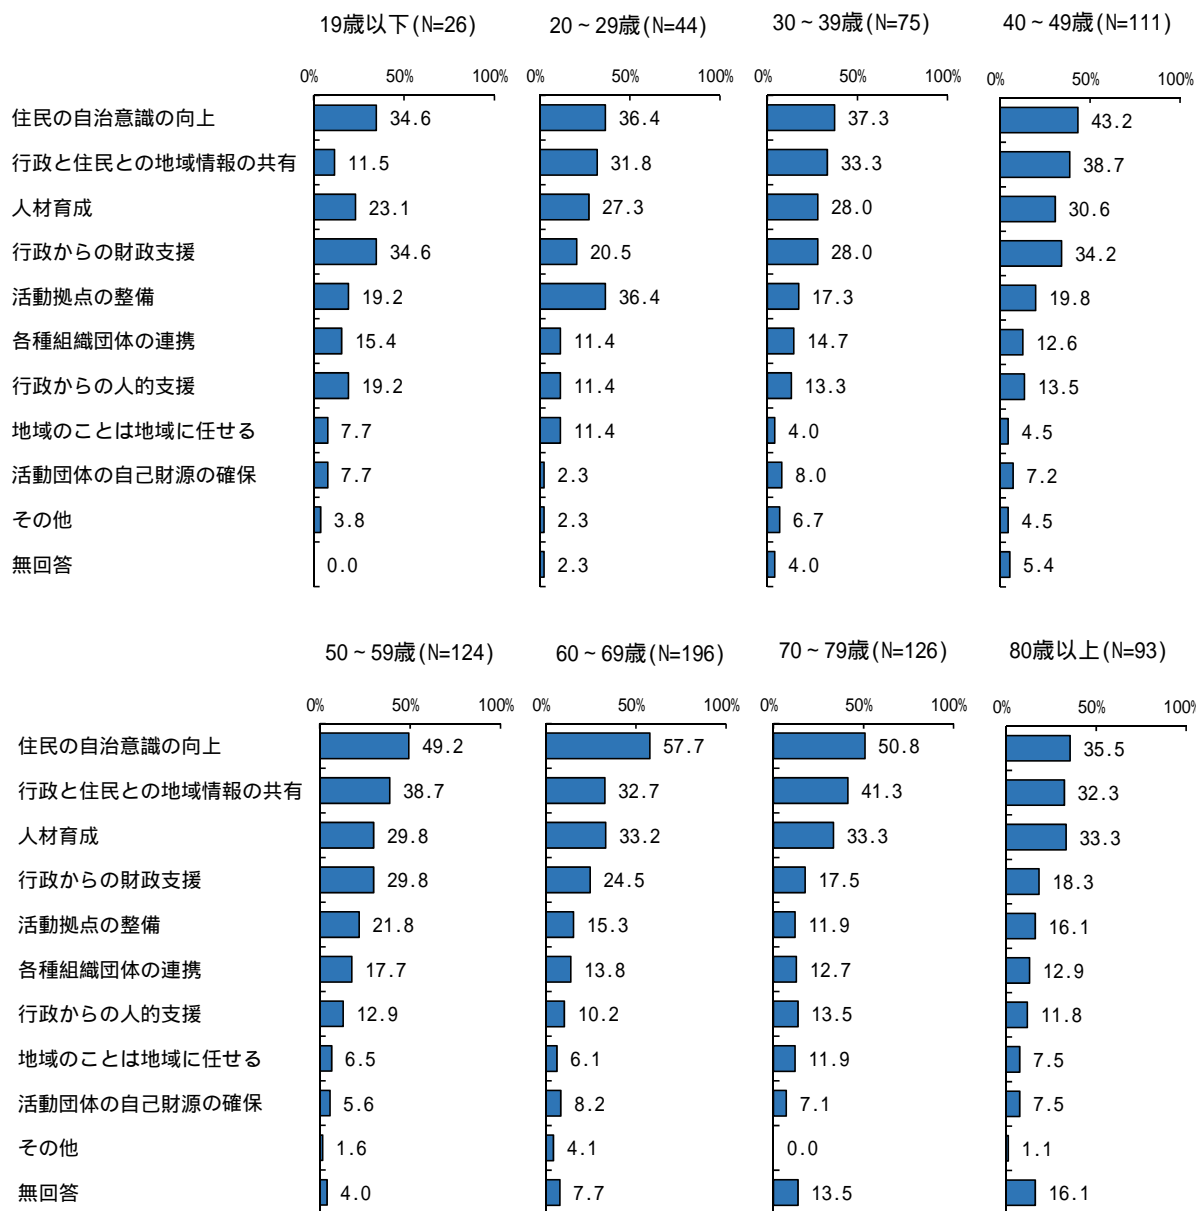 19歳以下(N=26) 20~29歳(N=44) 30~39歳(N=75) 40~49歳(N=111)
0% 50% 100% 0% 50% 100% 0% 50% 100% 0% 50% 100%
住民の自治意識の向上 34.6 36.4 37.3 43.2
行政と住民との地域情報の共有 11.5 31.8 33.3 38.7
人材育成 23.1 27.3 28.0 30.6
行政からの財政支援 34.6 20.5 28.0 34.2
活動拠点の整備 19.2 36.4 17.3 19.8
各種組織団体の連携 15.4 11.4 14.7 12.6
行政からの人的支援 19.2 11.4 13.3 13.5
地域のことは地域に任せる 7.7 11.4 4.0 4.5
活動団体の自己財源の確保 7.7 2.3 8.0 7.2
その他 3.8 2.3 6.7 4.5
無回答 0.0 2.3 4.0 5.4
50~59歳(N=124) 60~69歳(N=196) 70~79歳(N=126) 80歳以上(N=93)
0% 50% 100% 0% 50% 100% 0% 50% 100% 0% 50% 100%
住民の自治意識の向上 49.2 57.7 50.8 35.5
行政と住民との地域情報の共有 38.7 32.7 41.3 32.3
人材育成 29.8 33.2 33.3 33.3
行政からの財政支援 29.8 24.5 17.5 18.3
活動拠点の整備 21.8 15.3 11.9 16.1
各種組織団体の連携 17.7 13.8 12.7 12.9
行政からの人的支援 12.9 10.2 13.5 11.8
地域のことは地域に任せる 6.5 6.1 11.9 7.5
活動団体の自己財源の確保 5.6 8.2 7.1 7.5
その他 1.6 4.1 0.0 1.1
無回答 4.0 7.7 13.5 16.1